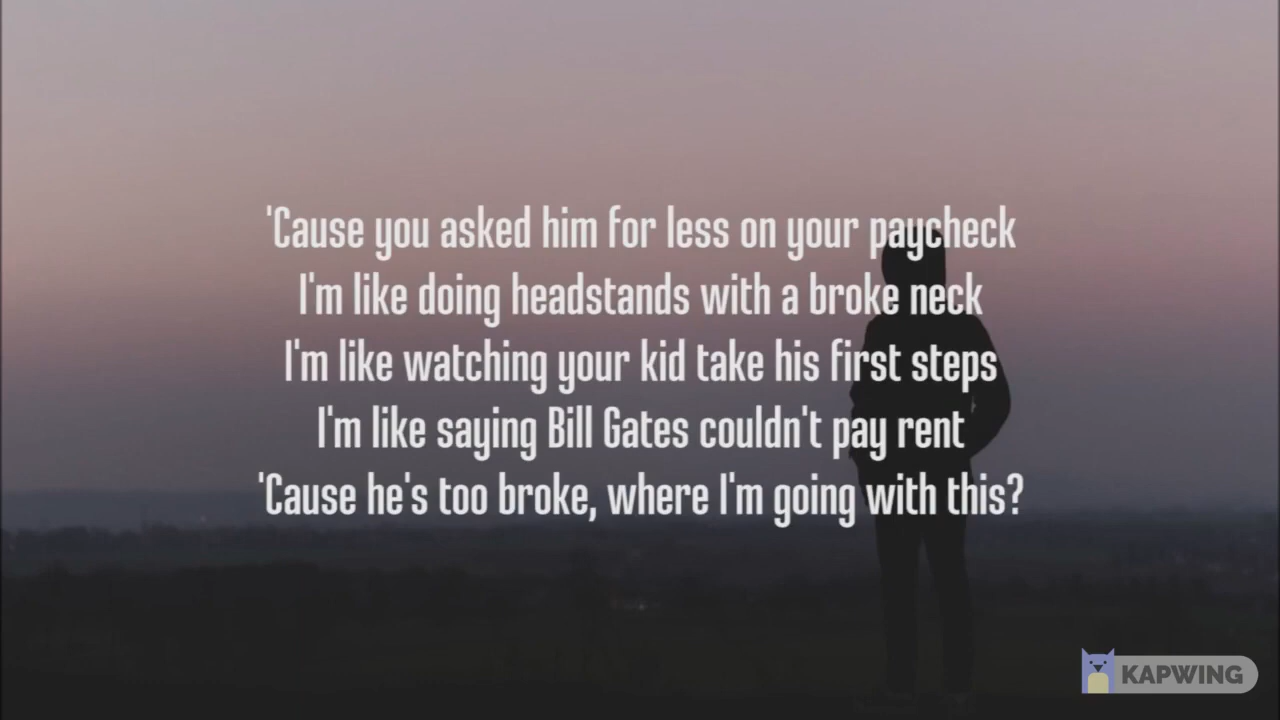 'Cause you asked him for less on your paycheck
I'm like doing headstands with a broke neck
I'm like watching your kid take his first steps
I'm like saying Bill Gates couldn't pay rent
'Cause he's too broke, where I'm going with this?
KAPWING